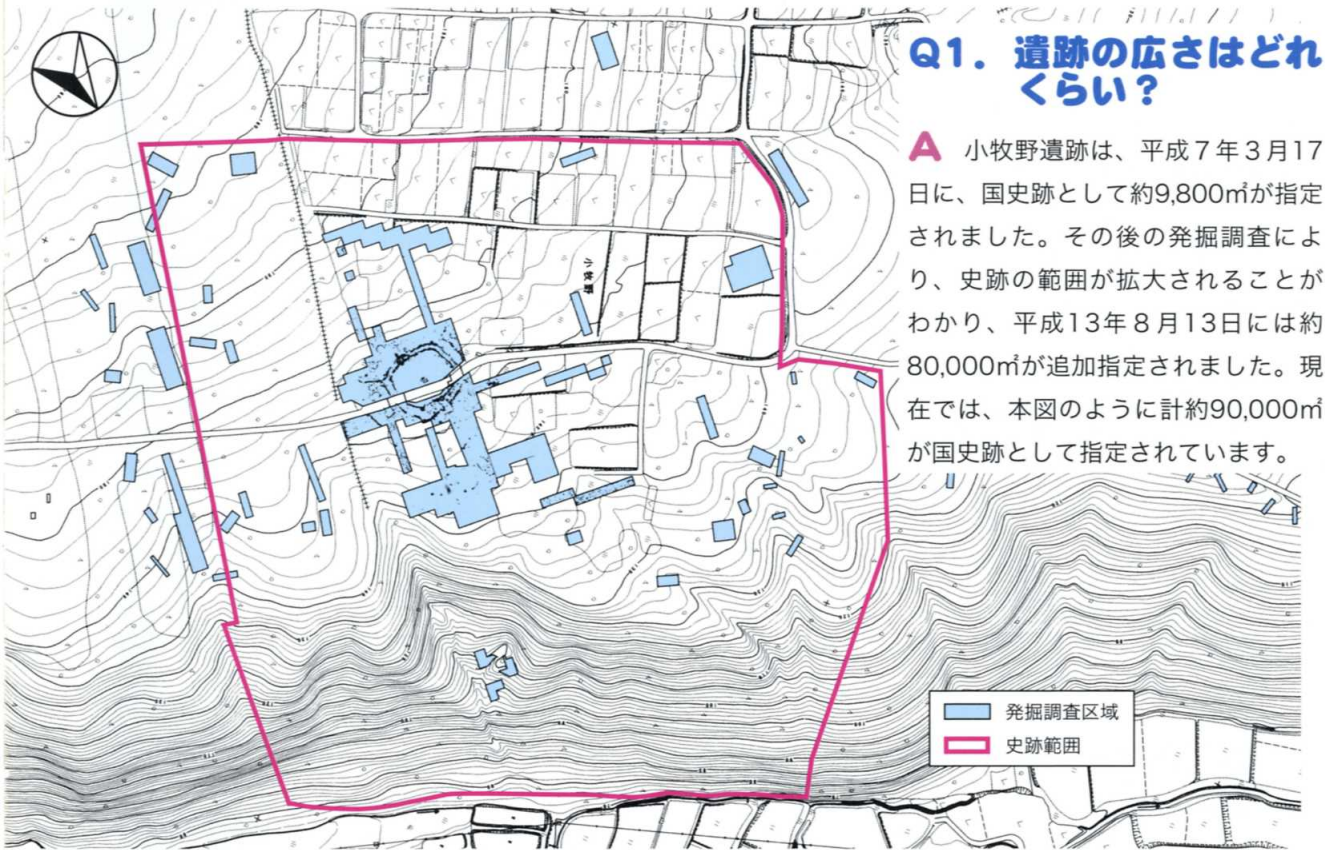 Q1. 遺跡の広さはどれ
くらい？
A 小牧野遺跡は、平成7年3月17
日に、国史跡として約9,800㎡が指定
されました。その後の発掘調査によ
り、史跡の範囲が拡大されることが
わかり、平成13年8月13日には約
80,000㎡が追加指定されました。現
在では、本図のように計約90,000㎡
が国史跡として指定されています。
小牧野
発掘調査区域
史跡範囲